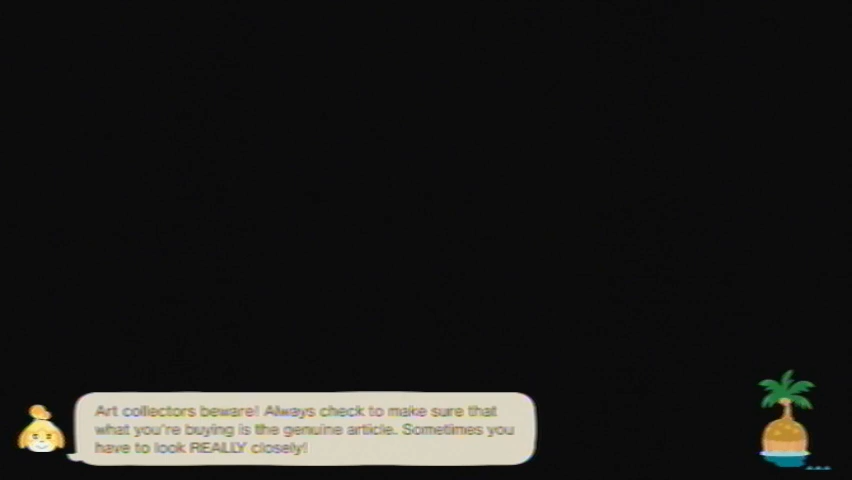 Art collectors beware! Always check to make sure that
what you're buying is the genuine article. Sometimes you
have to look REALLY closely!